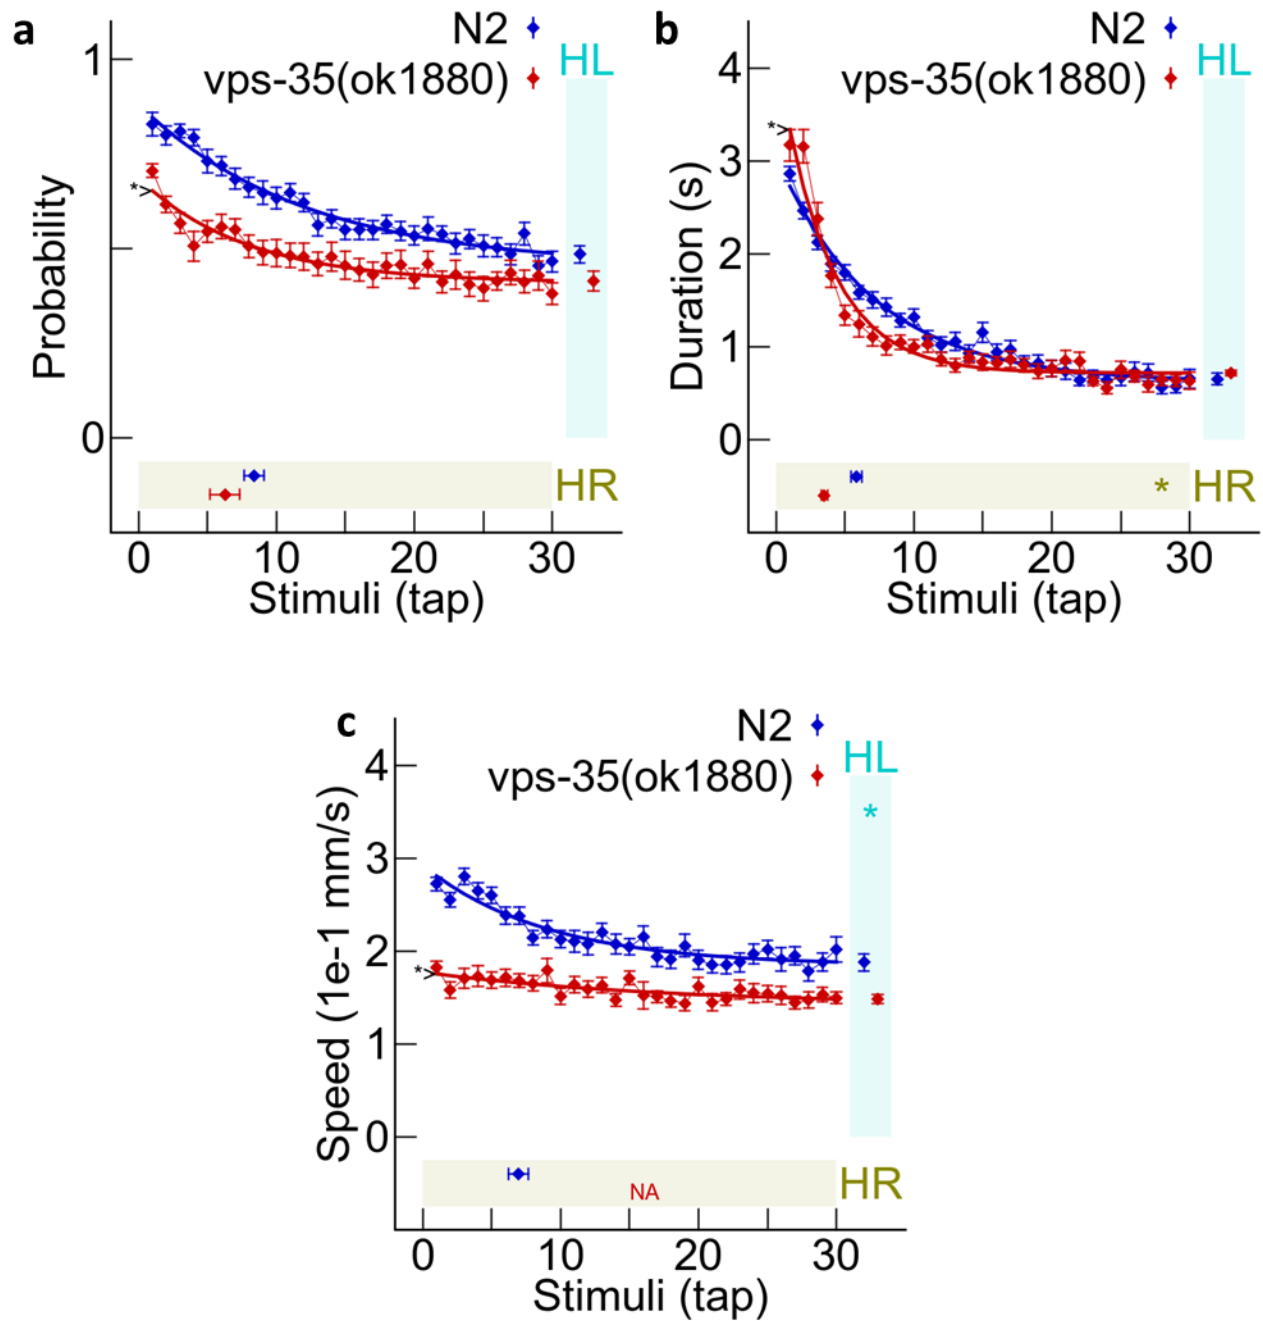 a
N2
vps-35(ok1880)
HL
1
0
Probability
*>
HR
0 10 20 30
Stimuli (tap)
b
N2
vps-35(ok1880)
HL
4
3
2
1
0
Duration (s)
*>
* HR
0 10 20 30
Stimuli (tap)
c
N2
vps-35(ok1880)
HL
*
4
3
2
1
0
Speed (1e-1 mm/s)
*>
NA
HR
0 10 20 30
Stimuli (tap)